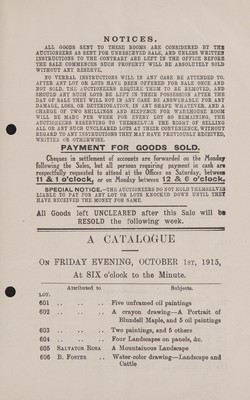 NOTICES.
ALL GOODS SENT TO THESE ROOMS ARE CONSIDERED BY THE
AUCTIONEERS AS SENT FOR UNRESERVED SALE, AND UNLESS WRITTEN
INSTRUCTIONS TO THE CONTRARY ARE LEFT IN THE OFFICE BEFORE
THE SALE COMMENCES SUCH PROPERTY WILL BE ABSOLUTELY SOLD
WITHOUT ANY RESERVE.
NO VERBAL INSTRUCTIONS WILL IN ANY CASE BE ATTENDED TO.
AFTER ANY LOT OR LOTS HAVE BEEN OFFERED FOR SALE ONCE AND
NOT SOLD, THE AUCTIONEERS REQUIRE THEM TO BE REMOVED, AND
SHOULD ANY SUCH LOTS BE LEFT IN THEIR POSSESSION AFTER THE
DAY OF SALE THEY WILL NOT IN ANY CASE BE ANSWERABLE FOR ANY
DAMAGE, LOSS, OR DETERIORATION, IN ANY SHAPE WHATEVER, AND A
CHARGE OF TWO SHILLINGS AND SIXPENCE FOR WAREHOUSE ROOM
WILL BE MADE PER WEEK FOR EVERY LOT SO REMAINING, THE
AUCTIONEERS RESERVING TO THEMSELVES THE RIGHT OF SELLING
ALL OR ANY SUCH UNCLEARED LOTS AT THEIR CONVENIENCE, WITHOUT
REGARD TO ANY INSTRUCTIONS THEY MAY HAVE PREVIOUSLY RECEIVED,
WRITTEN OR OTHERWISE.
PAYMENT FOR GOODS SOLD.
Cheques in settlement of accounts are forwarded on the Monday
following the Sales, but all persons requiring payment in cash are
respectfully requested to attend at the Offices on Saturday, between
11 & 1 o'clock, or on Monday between 12 & 6 o'clock.
SPECIAL NOTICE.—THE AUCTIONEERS DO NOT HOLD THEMSELVES
LIABLE TO PAY FOR ANY LOT OR LOTS KNOCKED DOWN UNTIL THEY
HAVE RECEIVED THE MONEY FOR SAME.
All Goods left UNCLEARED after this Sale will be
RESOLD the following week.
A CATALOGUE
ON FRIDAY EVENING, OCTOBER 1ST, 1915,
At SIX o'clock to the Minute.
Attributed to Subjects.
LOT.
601 .. .. .. Five unframed oil paintings
602 .. .. .. A crayon drawing—A Portrait of
Blundell Maple, and 5 oil paintings
603 .. .. .. Two paintings, and 5 others
604 .. .. .. Four Landscapes on panels, &c.
605 SALVATOR ROSA .. A Mountainous Landscape
606 B. FOSTER .. .. Water-color drawing—Landscape and
Cattle